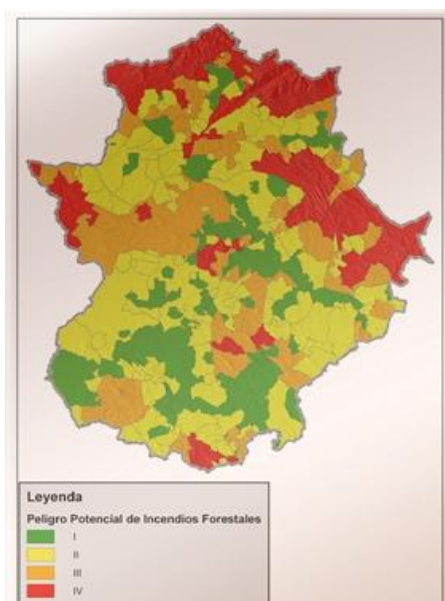 Leyenda
Peligro Potencial de Incendios Forestales
I
II
III
IV